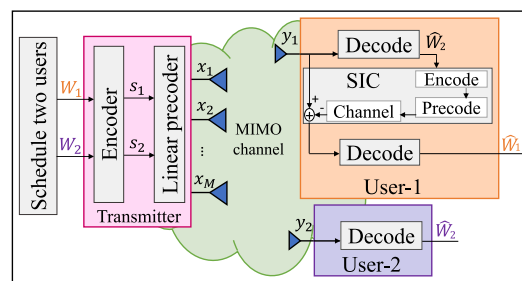 Schedule two users
W₁
W₂
Encoder
s₁
s₂
Linear precoder
Transmitter
x₁
x₂
⋮
x_M
MIMO
channel
y₁
Decode
Ŵ₂
SIC
Encode
Precode
Channel
+
-
Decode
Ŵ₁
User-1
y₂
Decode
Ŵ₂
User-2